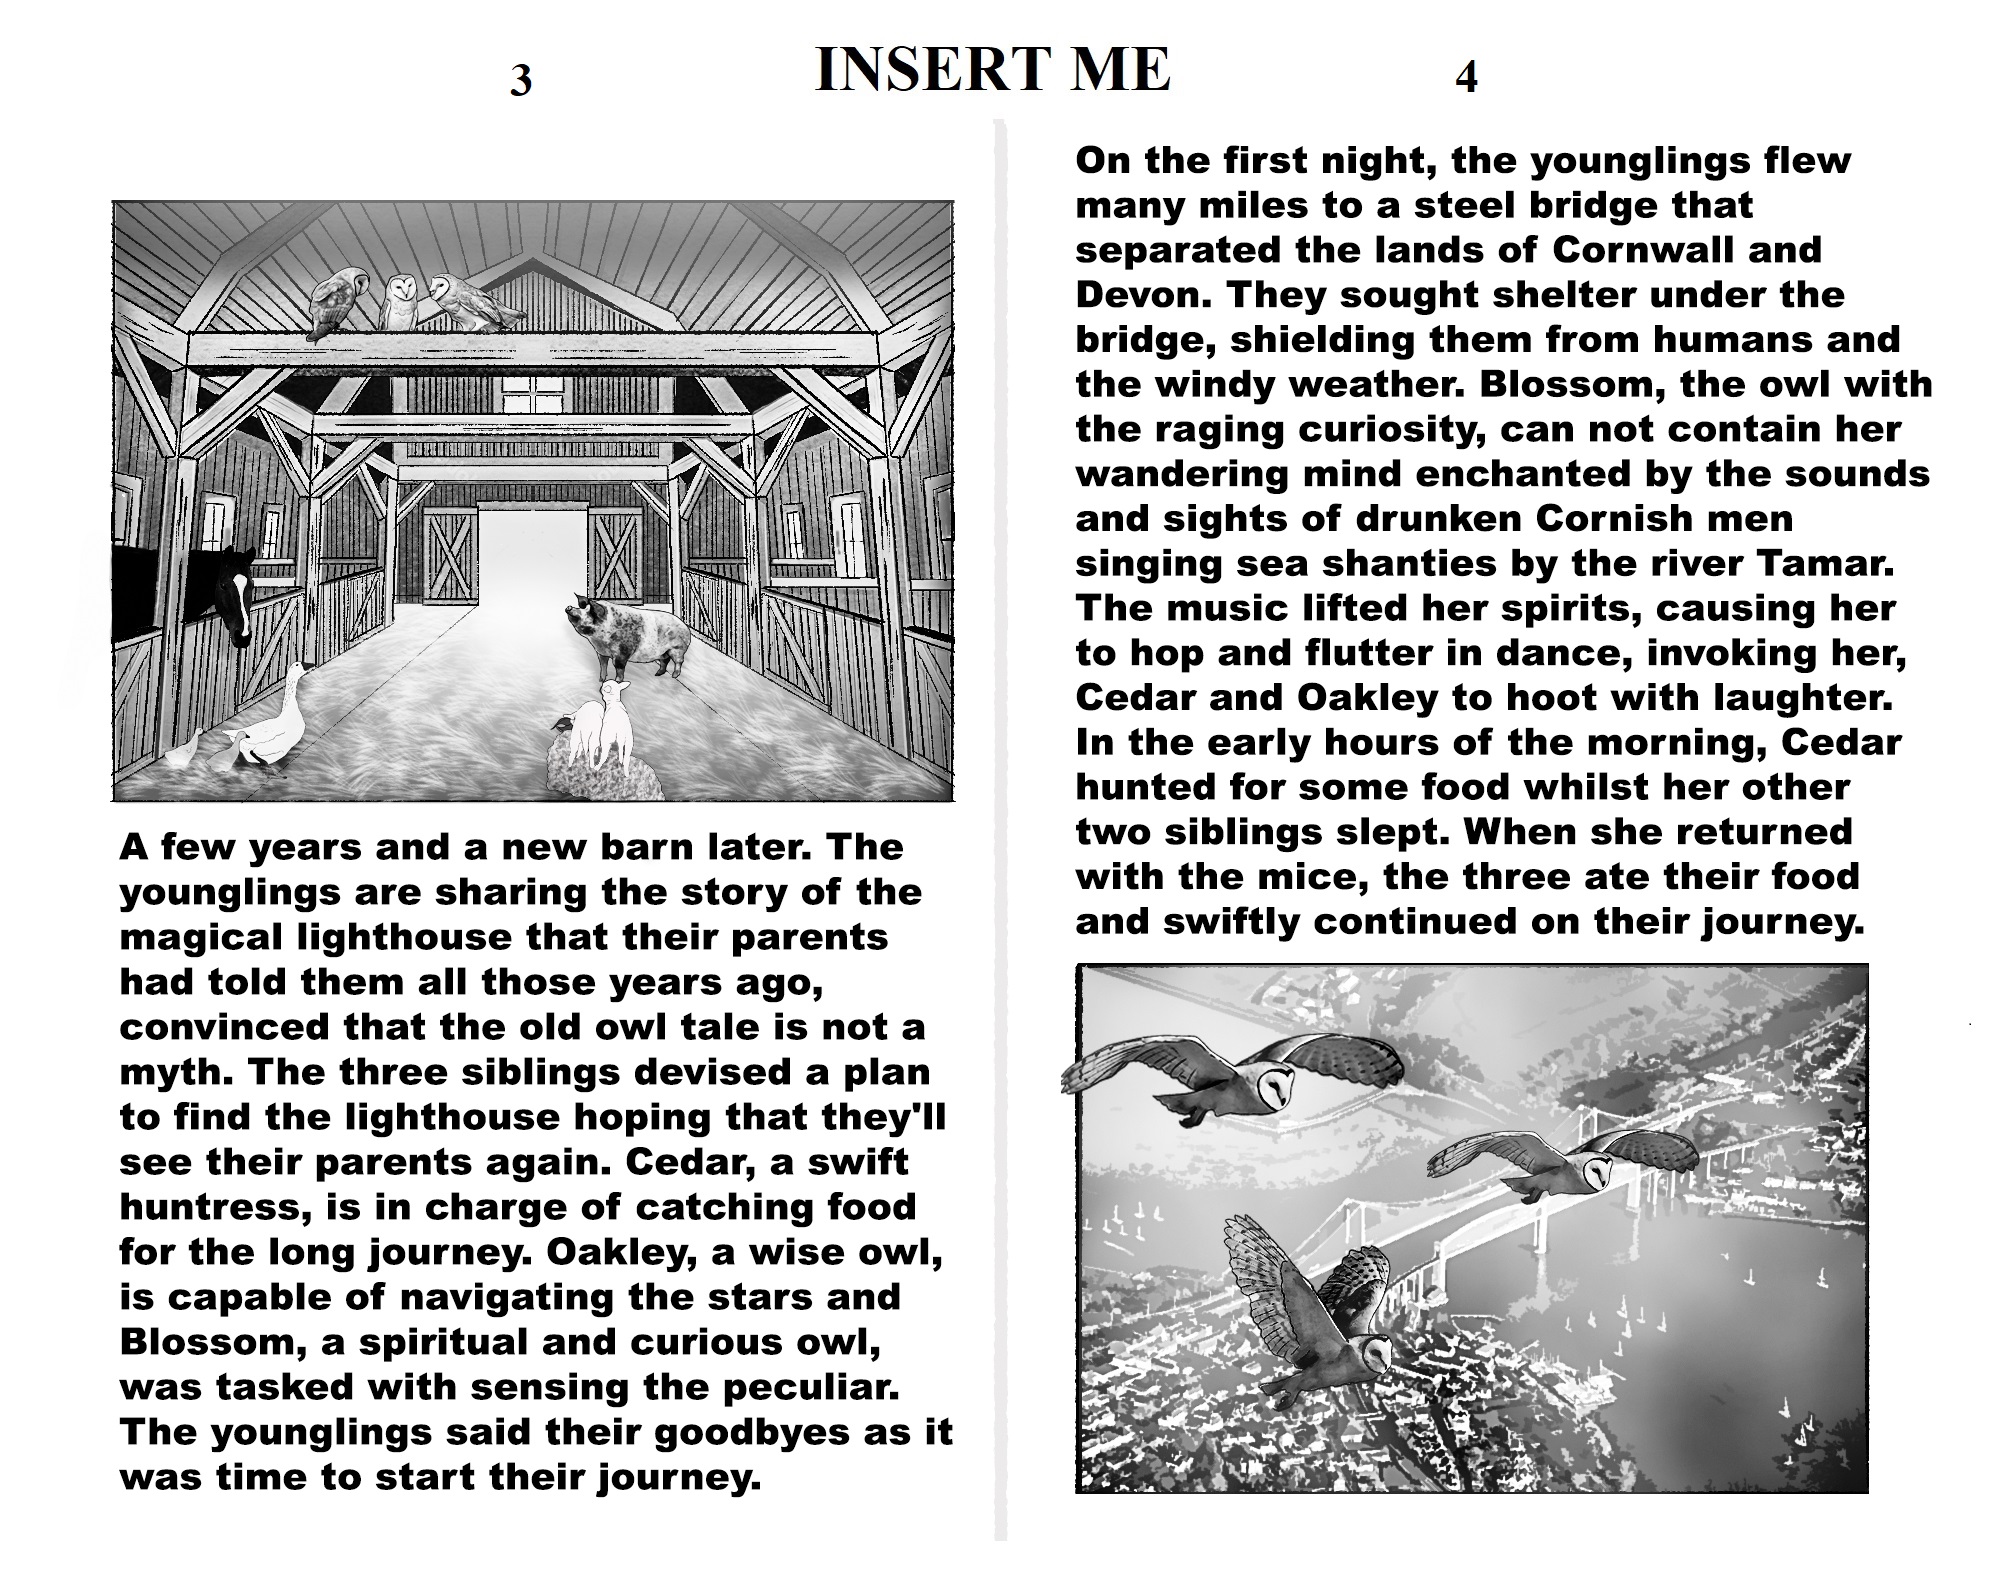 3
INSERT ME
4
A few years and a new barn later. The
younglings are sharing the story of the
magical lighthouse that their parents
had told them all those years ago,
convinced that the old owl tale is not a
myth. The three siblings devised a plan
to find the lighthouse hoping that they'll
see their parents again. Cedar, a swift
huntress, is in charge of catching food
for the long journey. Oakley, a wise owl,
is capable of navigating the stars and
Blossom, a spiritual and curious owl,
was tasked with sensing the peculiar.
The younglings said their goodbyes as it
was time to start their journey.
On the first night, the younglings flew
many miles to a steel bridge that
separated the lands of Cornwall and
Devon. They sought shelter under the
bridge, shielding them from humans and
the windy weather. Blossom, the owl with
the raging curiosity, can not contain her
wandering mind enchanted by the sounds
and sights of drunken Cornish men
singing sea shanties by the river Tamar.
The music lifted her spirits, causing her
to hop and flutter in dance, invoking her,
Cedar and Oakley to hoot with laughter.
In the early hours of the morning, Cedar
hunted for some food whilst her other
two siblings slept. When she returned
with the mice, the three ate their food
and swiftly continued on their journey.